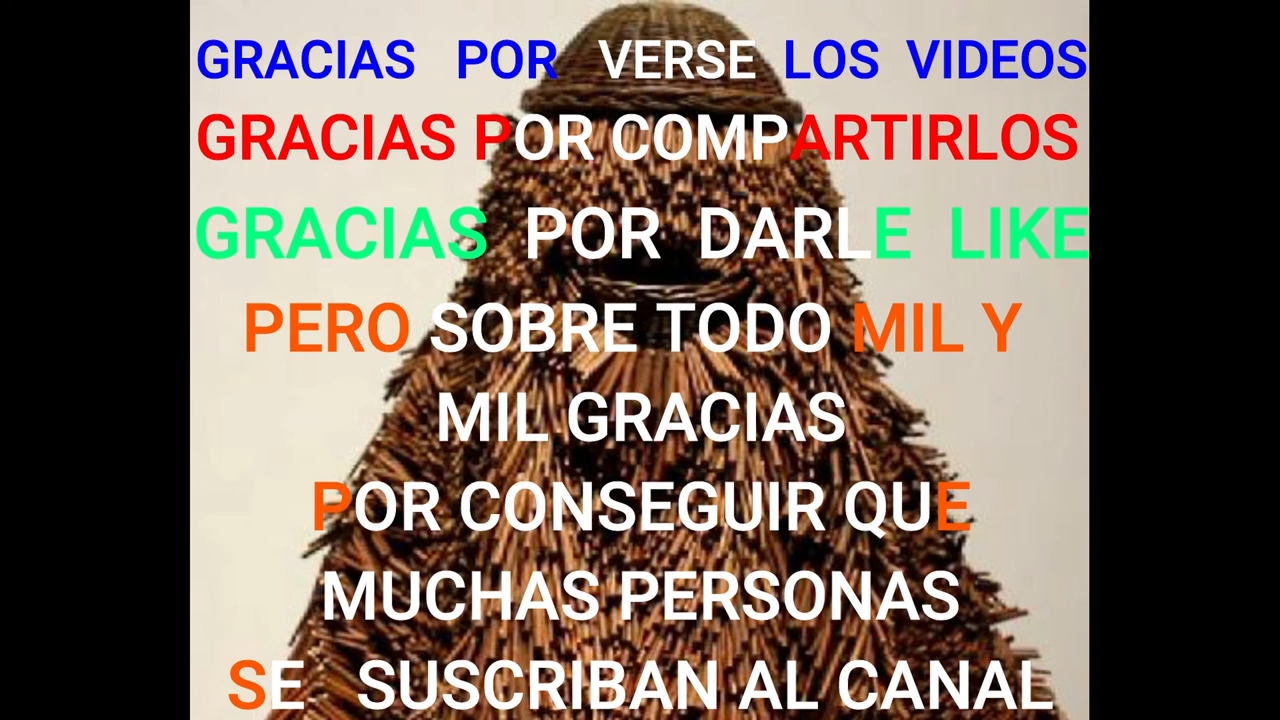 GRACIAS POR VERSE LOS VIDEOS
GRACIAS POR COMPARTIRLOS
GRACIAS POR DARLE LIKE
PERO SOBRE TODO MIL Y
MIL GRACIAS
POR CONSEGUIR QUE
MUCHAS PERSONAS
SE SUSCRIBAN AL CANAL